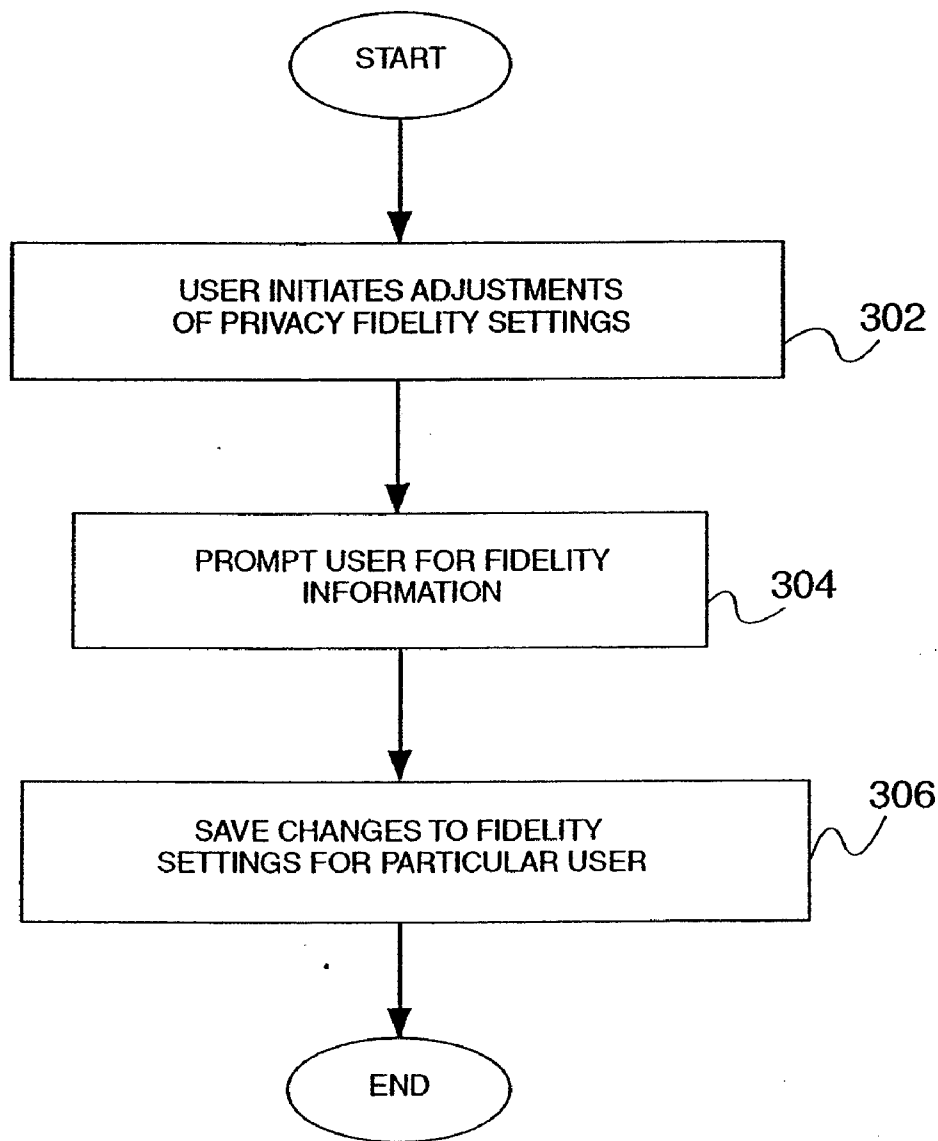 START
USER INITIATES ADJUSTMENTS
OF PRIVACY FIDELITY SETTINGS
302
PROMPT USER FOR FIDELITY
INFORMATION
304
SAVE CHANGES TO FIDELITY
SETTINGS FOR PARTICULAR USER
306
END